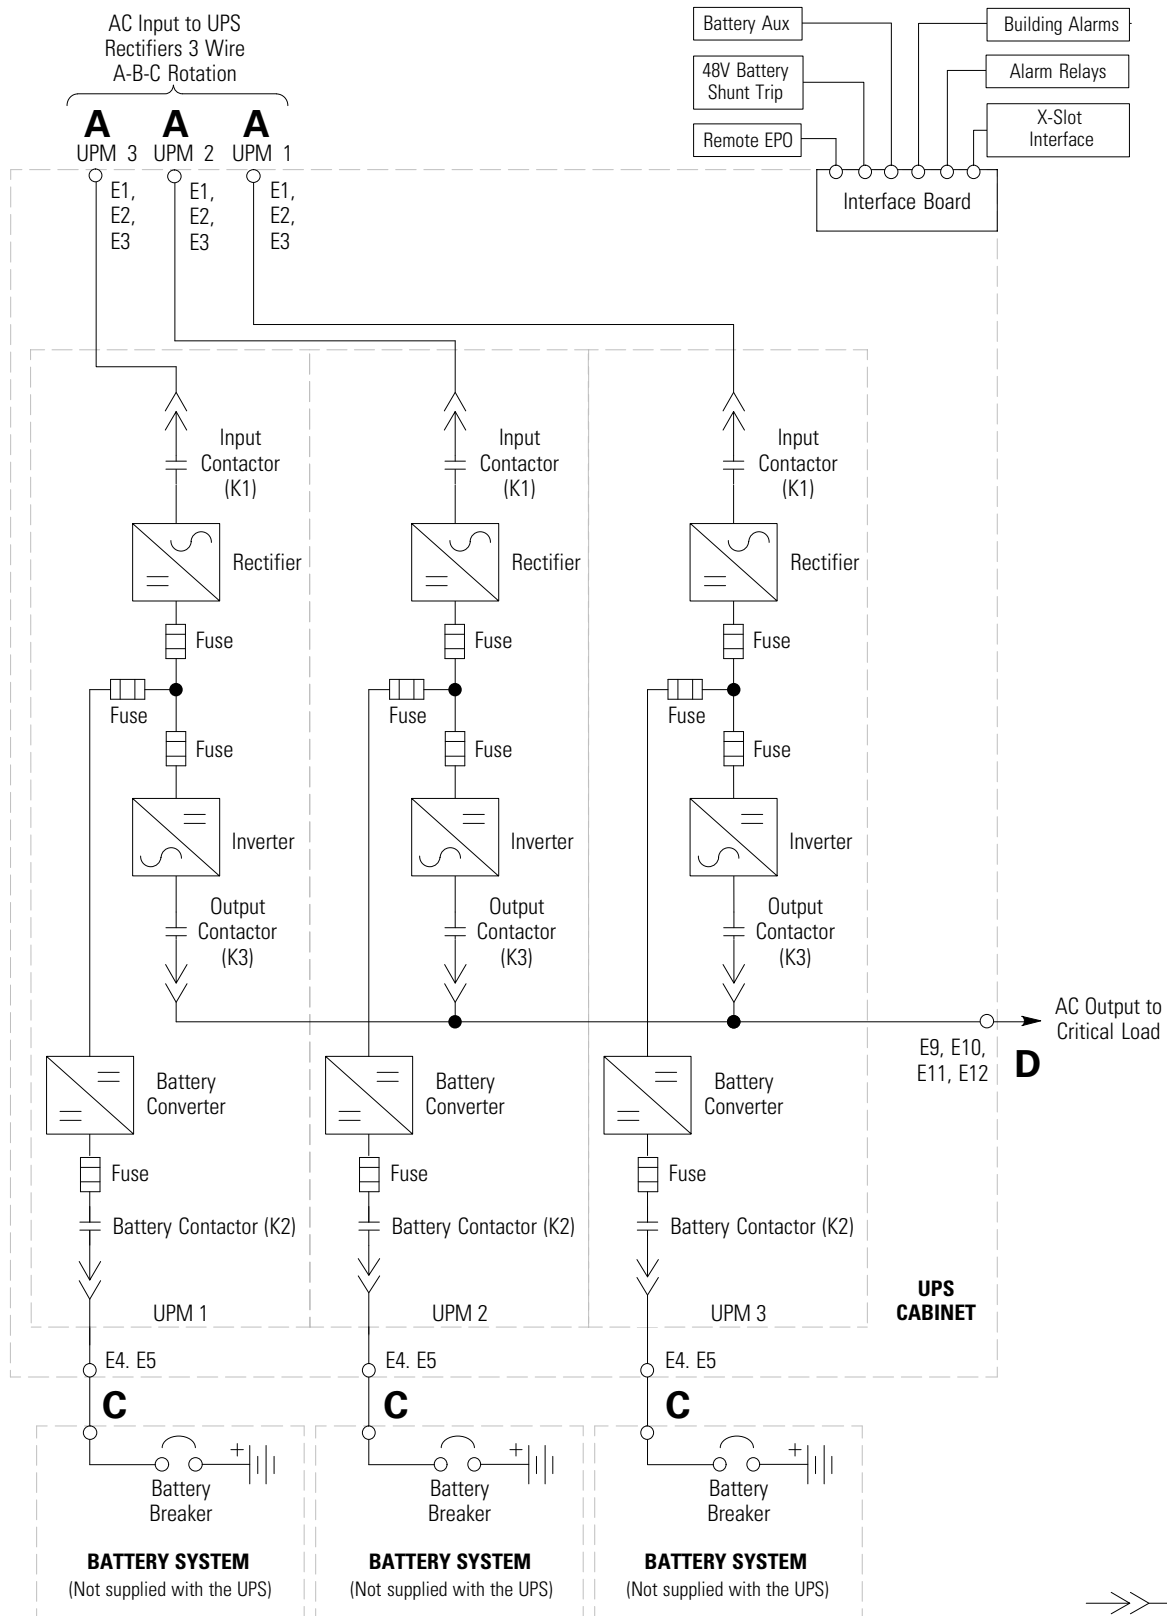 AC Input to UPS
Rectifiers 3 Wire
A-B-C Rotation
A A A
UPM 3 UPM 2 UPM 1
E1,
E2,
E3
E1,
E2,
E3
E1,
E2,
E3
Battery Aux
48V Battery
Shunt Trip
Remote EPO
Building Alarms
Alarm Relays
X-Slot
Interface
Interface Board
Input
Contactor
(K1)
Input
Contactor
(K1)
Input
Contactor
(K1)
Rectifier
Rectifier
Rectifier
Fuse
Fuse
Fuse
Fuse
Fuse
Fuse
Fuse
Fuse
Fuse
Inverter
Inverter
Inverter
Output
Contactor
(K3)
Output
Contactor
(K3)
Output
Contactor
(K3)
AC Output to
Critical Load
E9, E10,
E11, E12
D
Battery
Converter
Battery
Converter
Battery
Converter
Fuse
Fuse
Fuse
Battery Contactor (K2)
Battery Contactor (K2)
Battery Contactor (K2)
UPM 1
UPM 2
UPM 3
UPS
CABINET
E4. E5
E4. E5
E4. E5
C
C
C
+
+
+
Battery
Breaker
Battery
Breaker
Battery
Breaker
BATTERY SYSTEM
(Not supplied with the UPS)
BATTERY SYSTEM
(Not supplied with the UPS)
BATTERY SYSTEM
(Not supplied with the UPS)